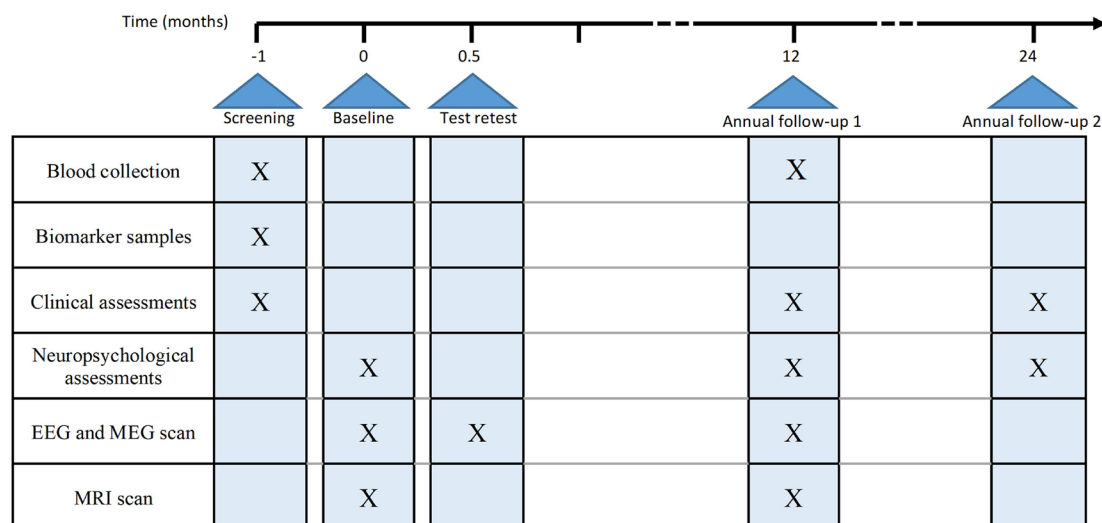 Time (months)
-1 0 0.5 12 24
Screening Baseline Test retest Annual follow-up 1 Annual follow-up 2
Blood collection X X
Biomarker samples X
Clinical assessments X X X
Neuropsychological
assessments X X X
EEG and MEG scan X X X
MRI scan X X